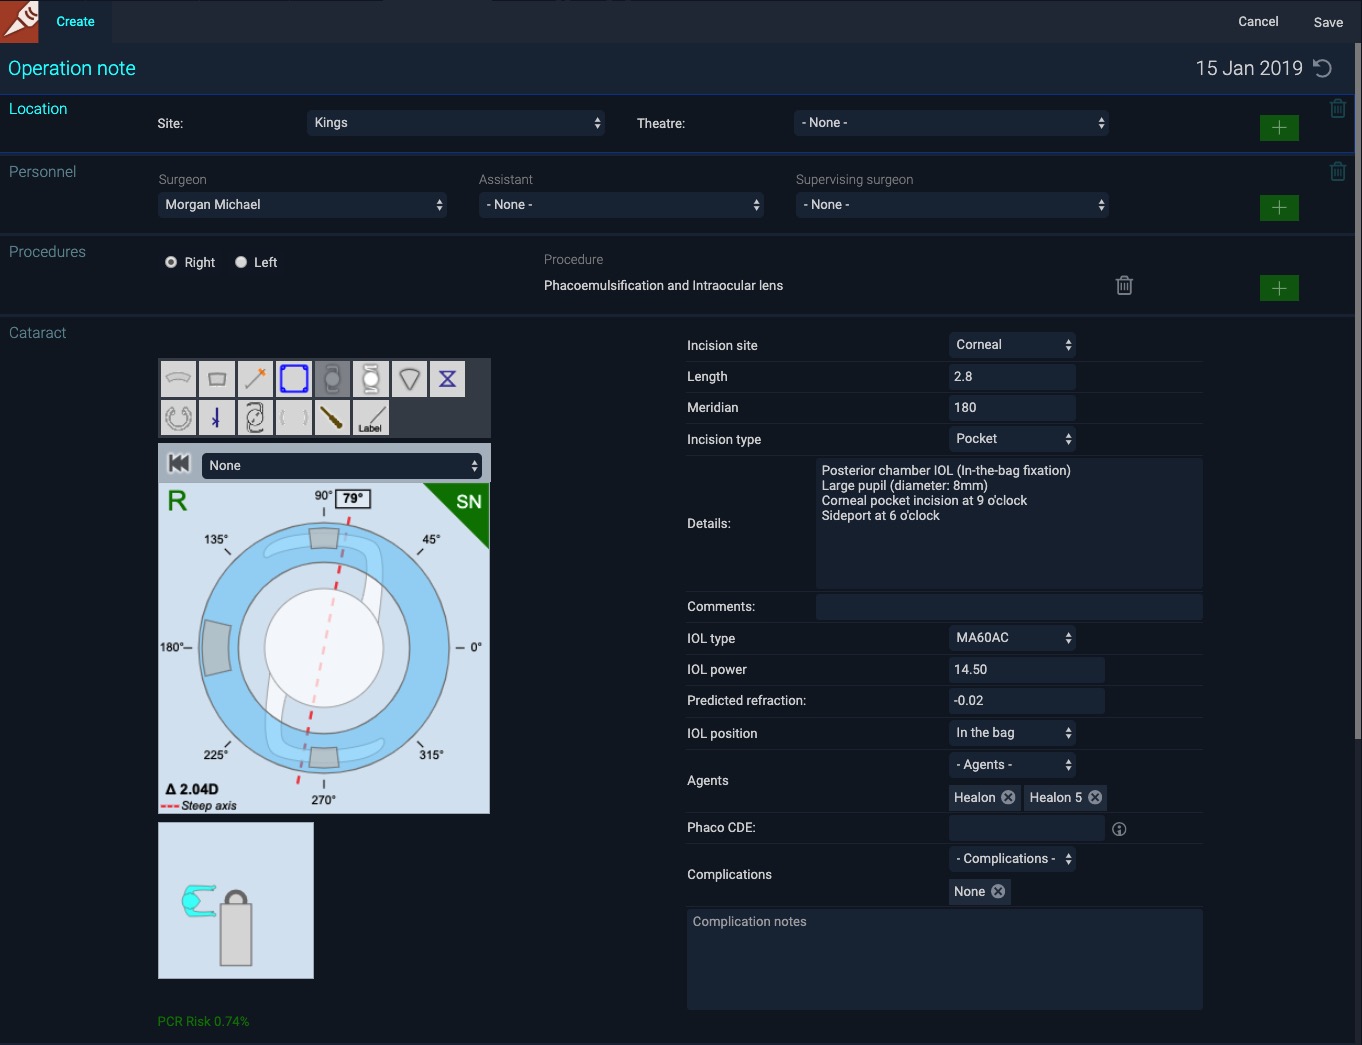 Create
Cancel
Save
Operation note
15 Jan 2019
Location
Site:
Kings
Theatre:
- None -
Personnel
Surgeon
Assistant
Supervising surgeon
Morgan Michael
- None -
- None -
Procedures
Right
Left
Procedure
Phacoemulsification and Intraocular lens
Cataract
Label
None
R
SN
90°
79°
135°
45°
180°
0°
225°
315°
270°
Δ 2.04D
Steep axis
PCR Risk 0.74%
Incision site
Corneal
Length
2.8
Meridian
180
Incision type
Pocket
Details:
Posterior chamber IOL (In-the-bag fixation)
Large pupil (diameter: 8mm)
Corneal pocket incision at 9 o'clock
Sideport at 6 o'clock
Comments:
IOL type
MA60AC
IOL power
14.50
Predicted refraction:
-0.02
IOL position
In the bag
Agents
- Agents -
Healon
Healon 5
Phaco CDE:
Complications
- Complications -
None
Complication notes